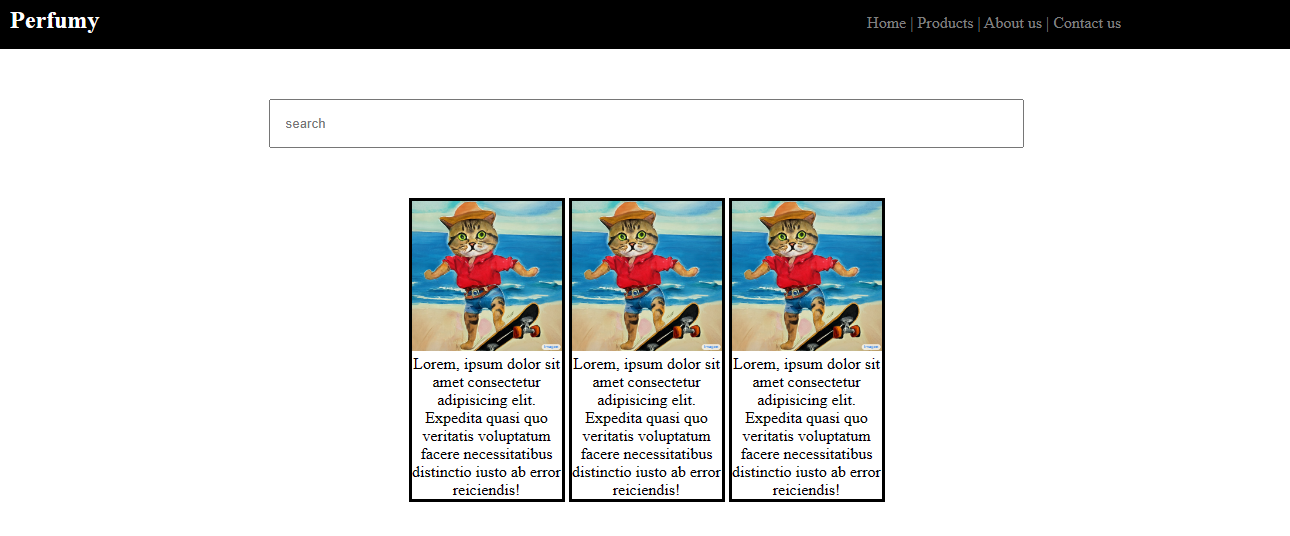 Perfumy
Home | Products | About us | Contact us
search
Lorem, ipsum dolor sit
amet consectetur
adipisicing elit.
Expedita quasi quo
veritatis voluptatum
facere necessitatibus
distinctio iusto ab error
reiciendis!
Lorem, ipsum dolor sit
amet consectetur
adipisicing elit.
Expedita quasi quo
veritatis voluptatum
facere necessitatibus
distinctio iusto ab error
reiciendis!
Lorem, ipsum dolor sit
amet consectetur
adipisicing elit.
Expedita quasi quo
veritatis voluptatum
facere necessitatibus
distinctio iusto ab error
reiciendis!